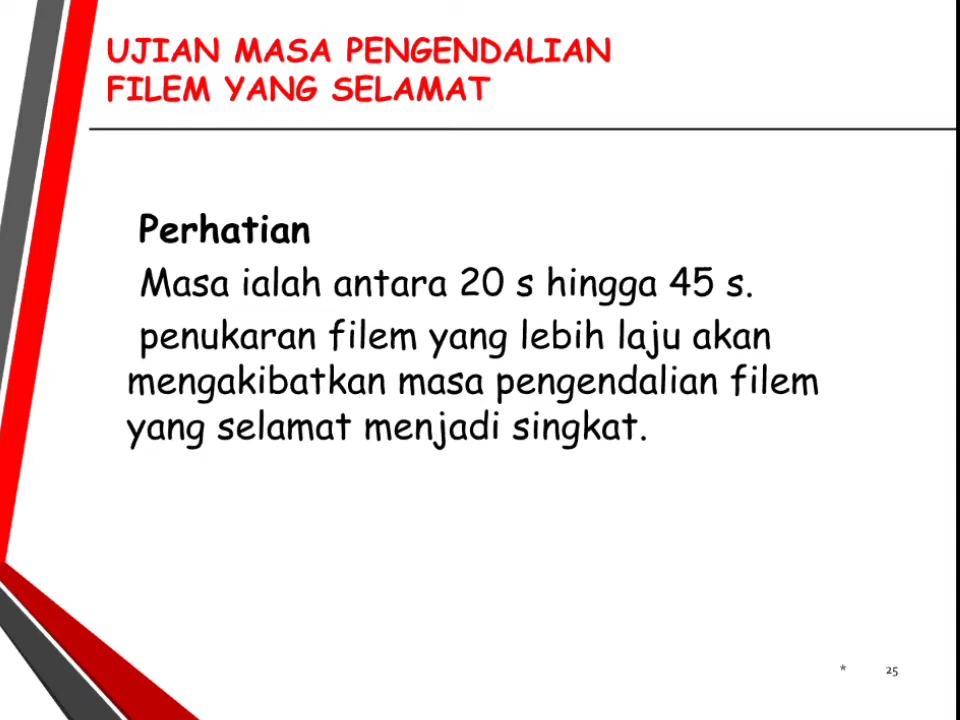 UJIAN MASA PENGENDALIAN
FILEM YANG SELAMAT
Perhatian
Masa ialah antara 20 s hingga 45 s.
penukaran filem yang lebih laju akan
mengakibatkan masa pengendalian filem
yang selamat menjadi singkat.
* 25